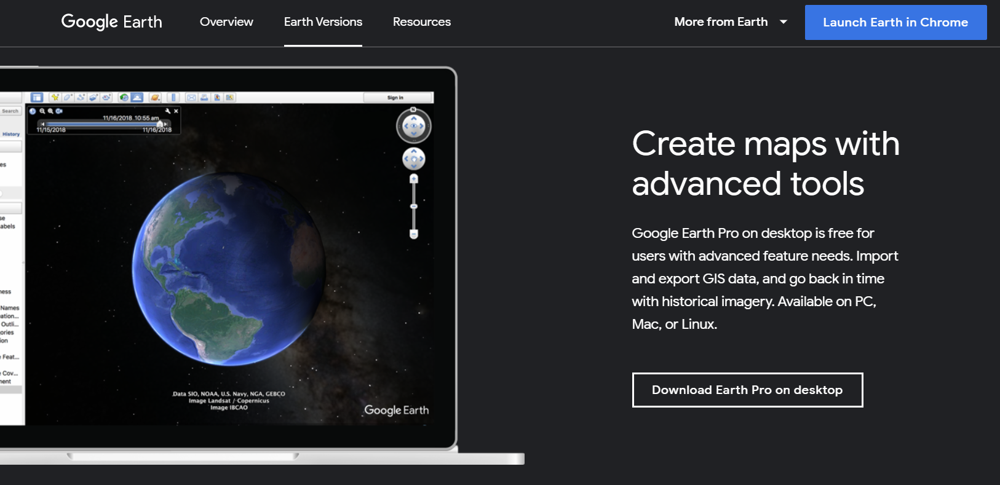 Google Earth
Overview
Earth Versions
Resources
More from Earth
Launch Earth in Chrome
Sign in
Search
11/16/2018 10:55 am
11/15/2018
11/16/2018
N
History
es
se
abels
ness
Names
ation...
Outli...
ories
ion
e Feat...
e Cov...
ment
Data SIO, NOAA, U.S. Navy, NGA, GEBCO
Image Landsat / Copernicus
Image IBCAO
Google Earth
Create maps with
advanced tools
Google Earth Pro on desktop is free for
users with advanced feature needs. Import
and export GIS data, and go back in time
with historical imagery. Available on PC,
Mac, or Linux.
Download Earth Pro on desktop